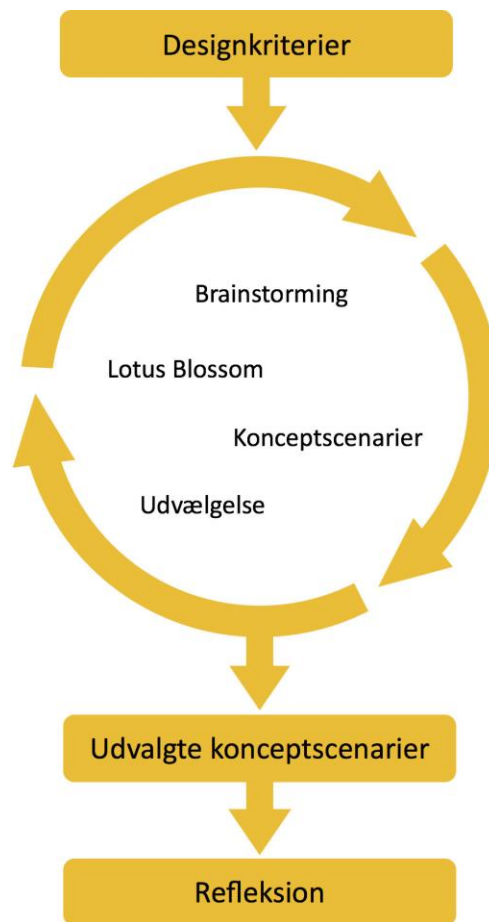 Designkriterier
Brainstorming
Lotus Blossom
Konceptscenarier
Udvælgelse
Udvalgte konceptscenarier
Refleksion